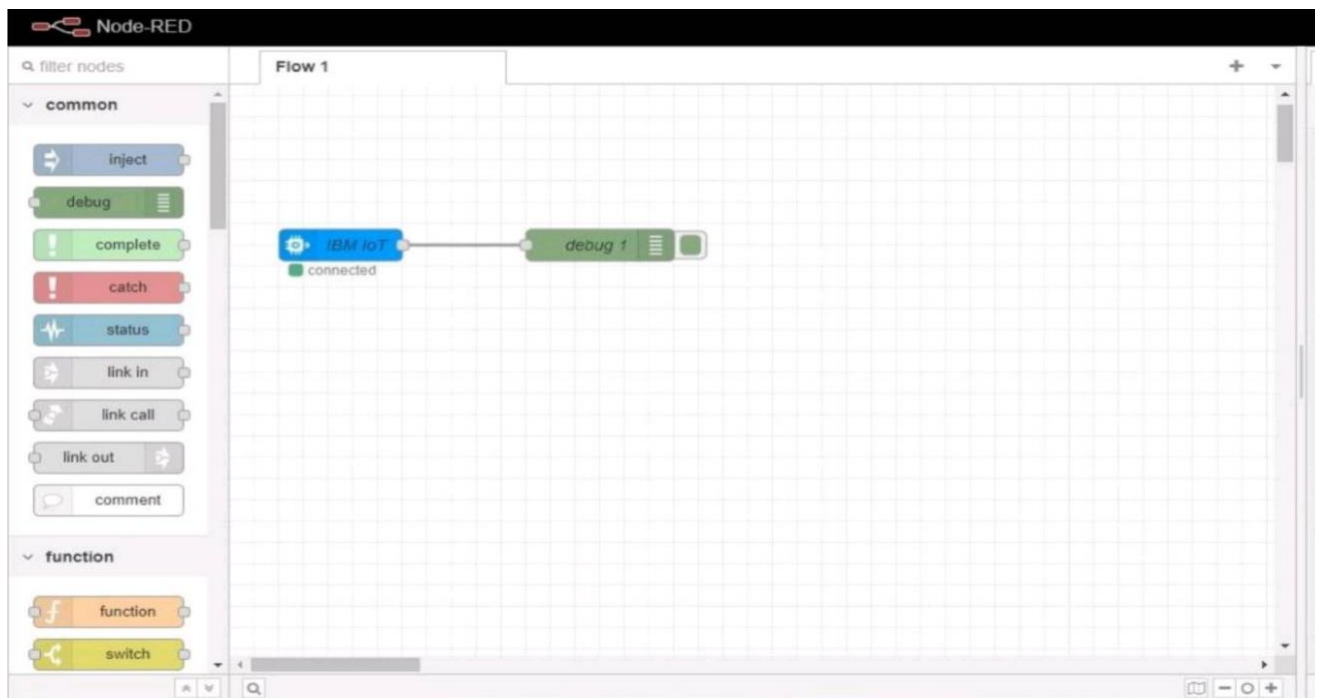 Node-RED
filter nodes
Flow 1
common
inject
debug
complete
catch
status
link in
link call
link out
comment
function
function
switch
IBM IoT
connected
debug 1